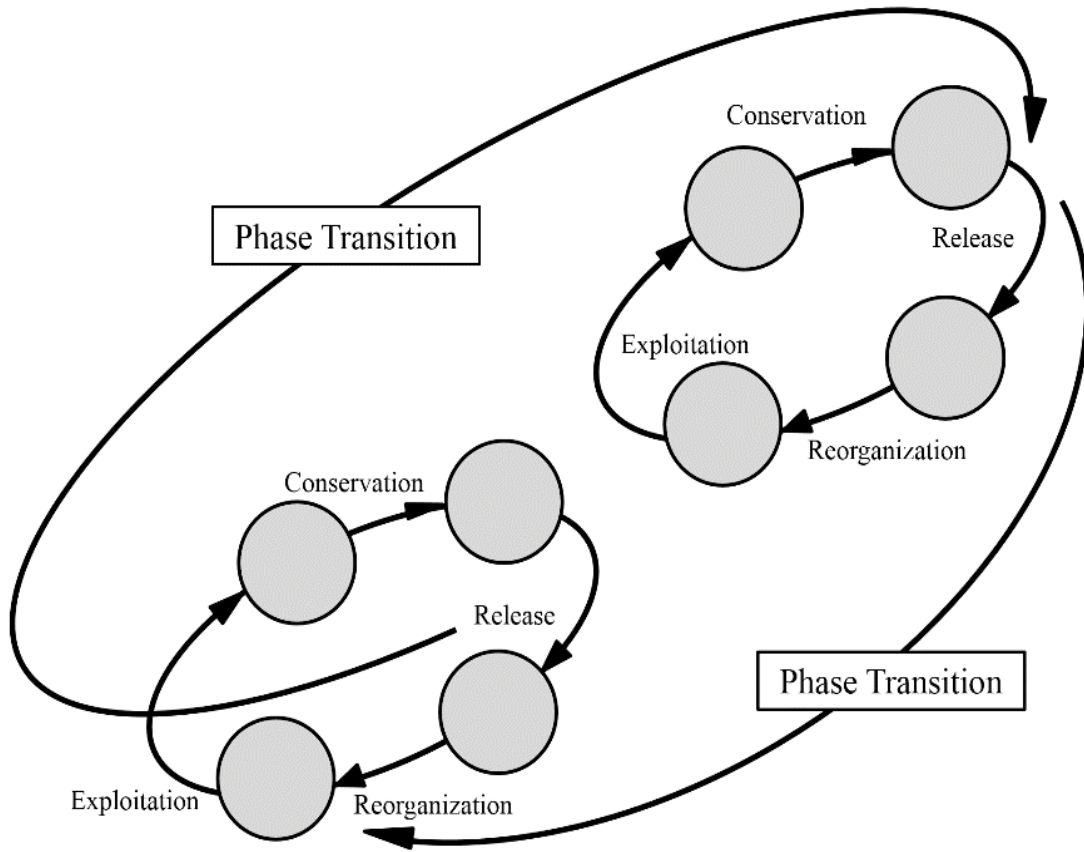 Conservation
Phase Transition
Release
Exploitation
Reorganization
Conservation
Release
Phase Transition
Exploitation
Reorganization